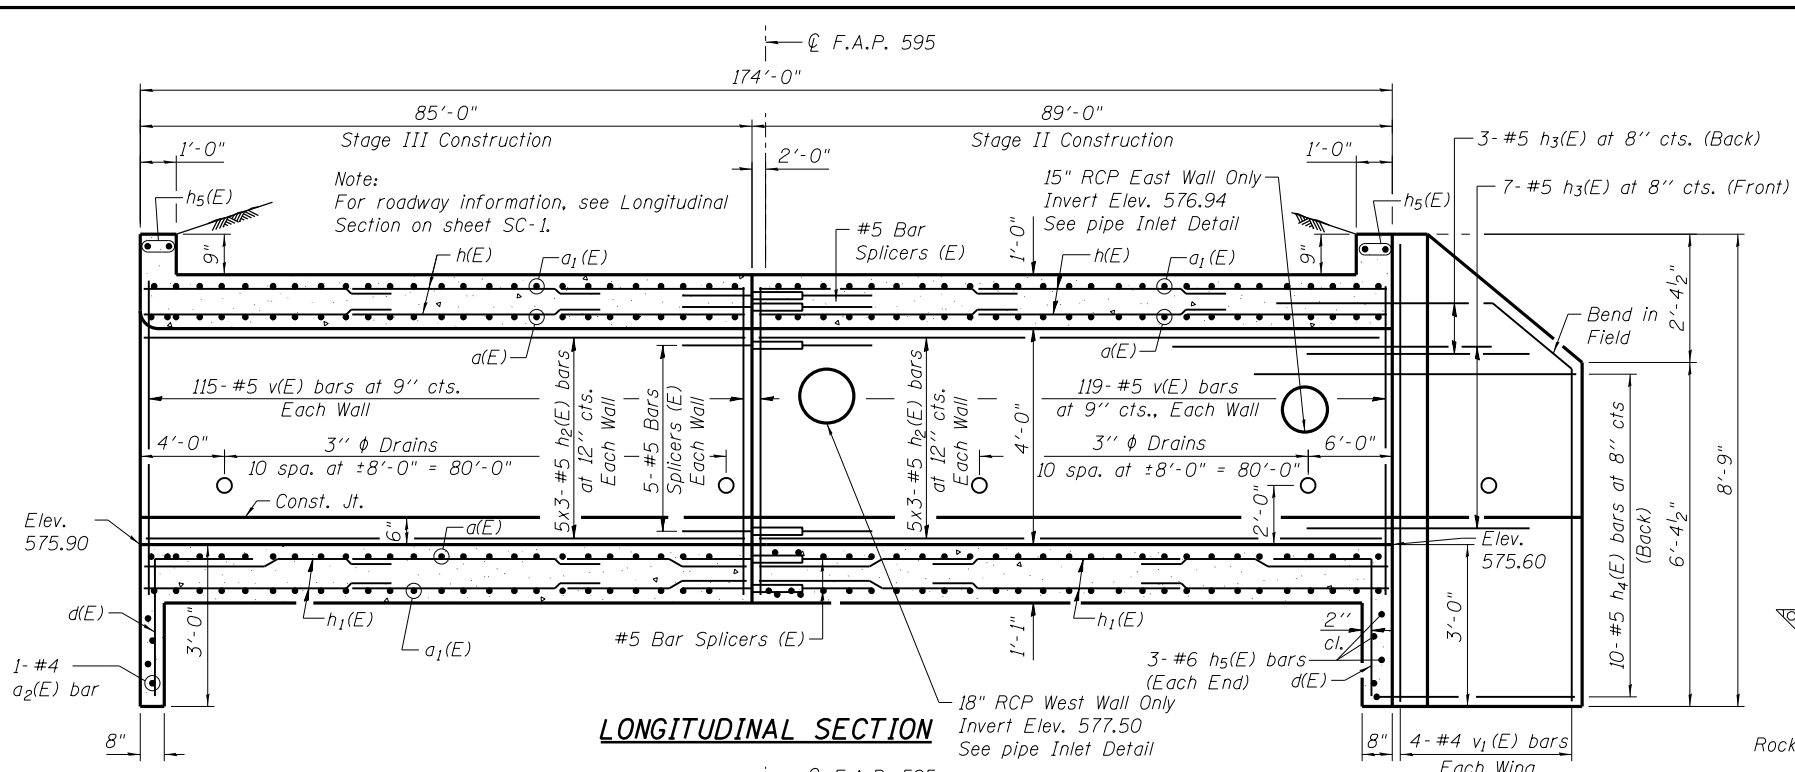 ℄ F.A.P. 595
174'-0"
85'-0"
89'-0"
Stage III Construction
Stage II Construction
1'-0"
2'-0"
1'-0"
3- #5 h3(E) at 8" cts. (Back)
Note:
For roadway information, see Longitudinal
Section on sheet SC-1.
15" RCP East Wall Only
Invert Elev. 576.94
See pipe Inlet Detail
7- #5 h3(E) at 8" cts. (Front)
h5(E)
h5(E)
#5 Bar
Splicers (E)
9"
h(E)
a1(E)
1'-0"
h(E)
a1(E)
9"
2'-4½"
Bend in
Field
a(E)
a(E)
115- #5 v(E) bars at 9" cts.
Each Wall
5x3- #5 h2(E) bars
at 12" cts.
Each Wall
5- #5 Bars
Splicers (E)
Each Wall
5x3- #5 h2(E) bars
at 12" cts.
Each Wall
4'-0"
119- #5 v(E) bars
at 9" cts., Each Wall
4'-0"
3" ϕ Drains
10 spa. at ±8'-0" = 80'-0"
3" ϕ Drains
10 spa. at ±8'-0" = 80'-0"
6'-0"
10- #5 h4(E) bars at 8" cts
(Back)
6'-4½"
8'-9"
Const. Jt.
Elev.
575.90
6"
a(E)
2'-0"
Elev.
575.60
d(E)
3'-0"
h1(E)
a1(E)
#5 Bar Splicers (E)
1'-1"
h1(E)
2"
cl.
3'-0"
1- #4
a2(E) bar
3- #6 h5(E) bars
(Each End)
d(E)
18" RCP West Wall Only
Invert Elev. 577.50
See pipe Inlet Detail
LONGITUDINAL SECTION
8"
8"
4- #4 v1(E) bars
Each Wing
Rock
℄ F.A.P. 595